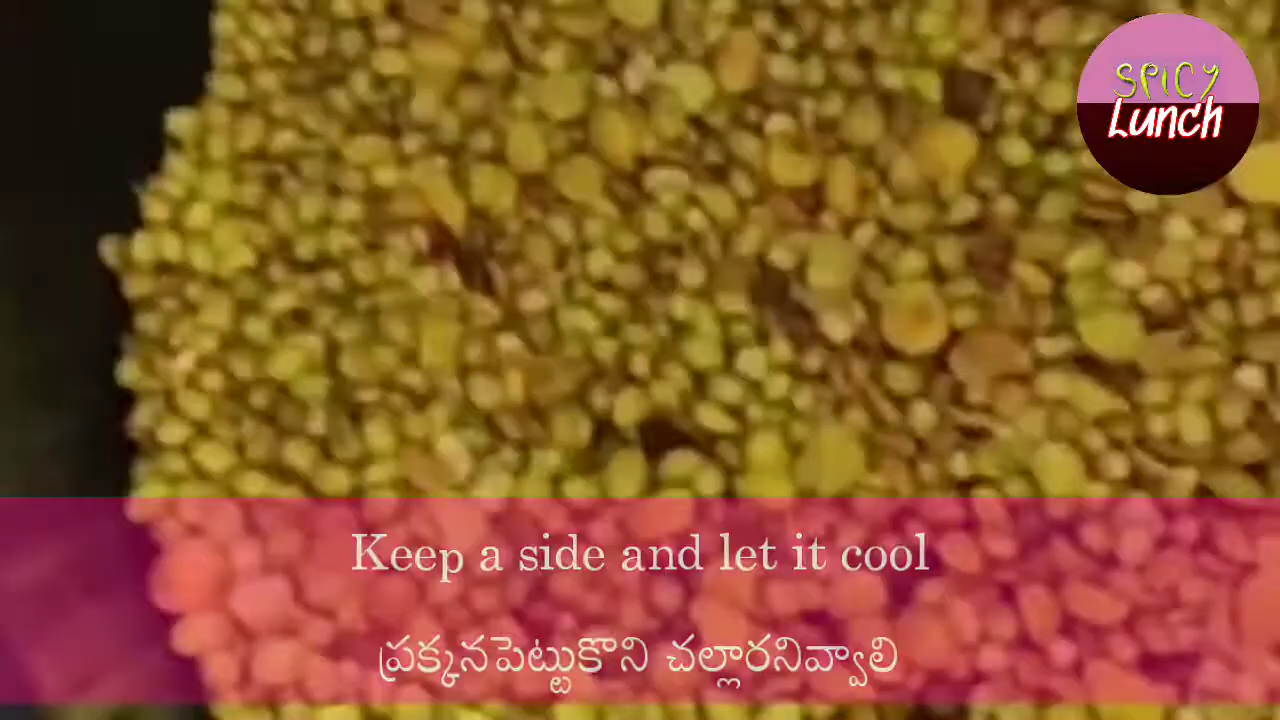 SPICY
Lunch
Keep a side and let it cool
ప్రక్కనపెట్టుకొని చల్లారనివ్వాలి